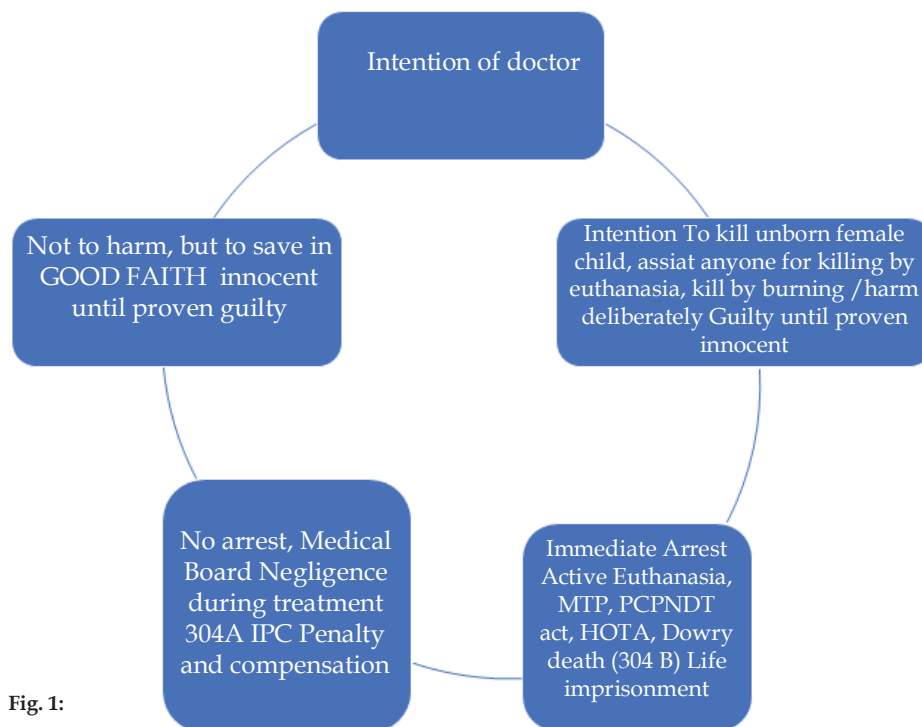 Intention of doctor
Not to harm, but to save in
GOOD FAITH innocent
until proven guilty
Intention To kill unborn female
child, assiat anyone for killing by
euthanasia, kill by burning /harm
deliberately Guilty until proven
innocent
No arrest, Medical
Board Negligence
during treatment
304A IPC Penalty
and compensation
Immediate Arrest
Active Euthanasia,
MTP, PCPNDT
act, HOTA, Dowry
death (304 B) Life
imprisonment
Fig. 1: